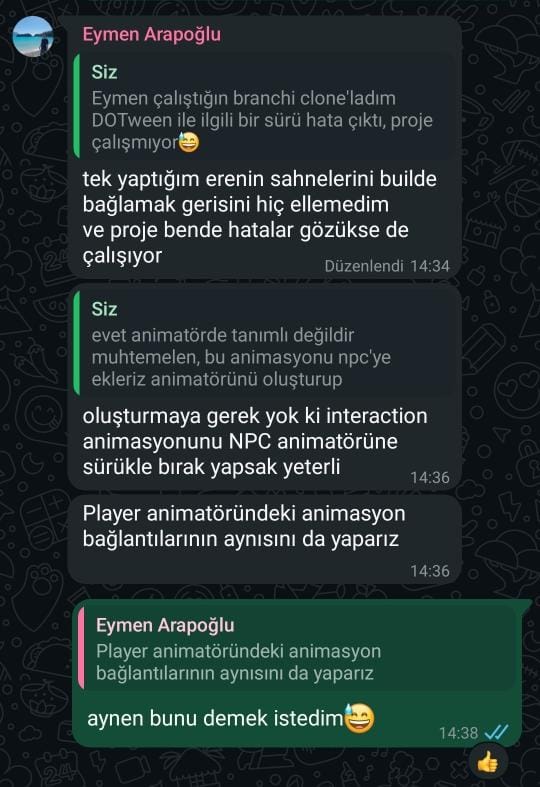 Eymen Arapoğlu
Siz
Eymen çalıştığın branchi clone'ladım
DOTween ile ilgili bir sürü hata çıktı, proje
çalışmıyor😅
tek yaptığım erenin sahnelerini builde
bağlamak gerisini hiç ellemedim
ve proje bende hatalar gözükse de
çalışıyor
Düzenlendi 14:34
Siz
evet animatörde tanımlı değildir
muhtemelen, bu animasyonu npc'ye
ekleriz animatörünü oluşturup
oluşturmaya gerek yok ki interaction
animasyonunu NPC animatörüne
sürükle bırak yapsak yeterli
14:36
Player animatöründeki animasyon
bağlantılarının aynısını da yaparız
14:36
Eymen Arapoğlu
Player animatöründeki animasyon
bağlantılarının aynısını da yaparız
aynen bunu demek istedim😅
14:38